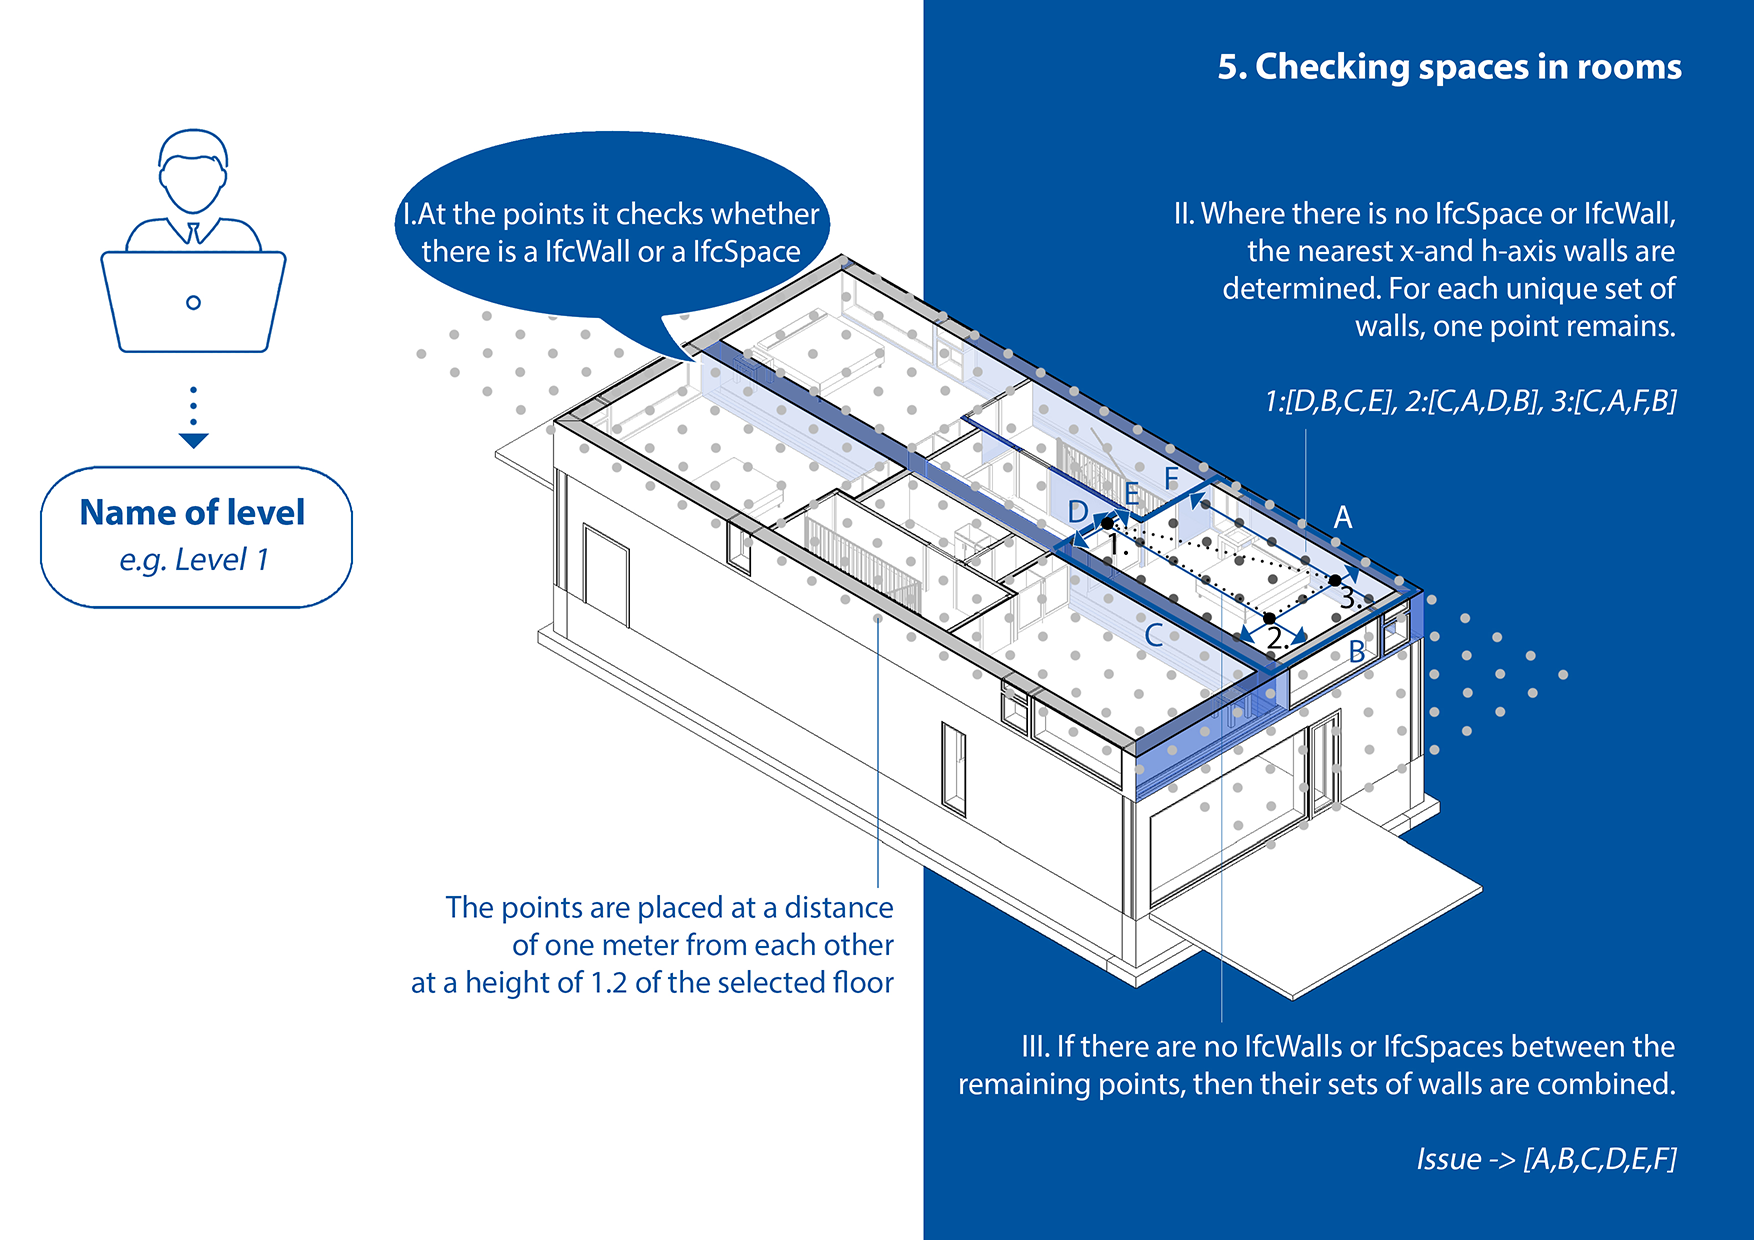 5. Checking spaces in rooms
I.At the points it checks whether
there is a IfcWall or a IfcSpace
II. Where there is no IfcSpace or IfcWall,
the nearest x-and h-axis walls are
determined. For each unique set of
walls, one point remains.
1:[D,B,C,E], 2:[C,A,D,B], 3:[C,A,F,B]
Name of level
e.g. Level 1
F
E
D
A
1.
3.
C
2.
B
The points are placed at a distance
of one meter from each other
at a height of 1.2 of the selected floor
III. If there are no IfcWalls or IfcSpaces between the
remaining points, then their sets of walls are combined.
Issue -> [A,B,C,D,E,F]